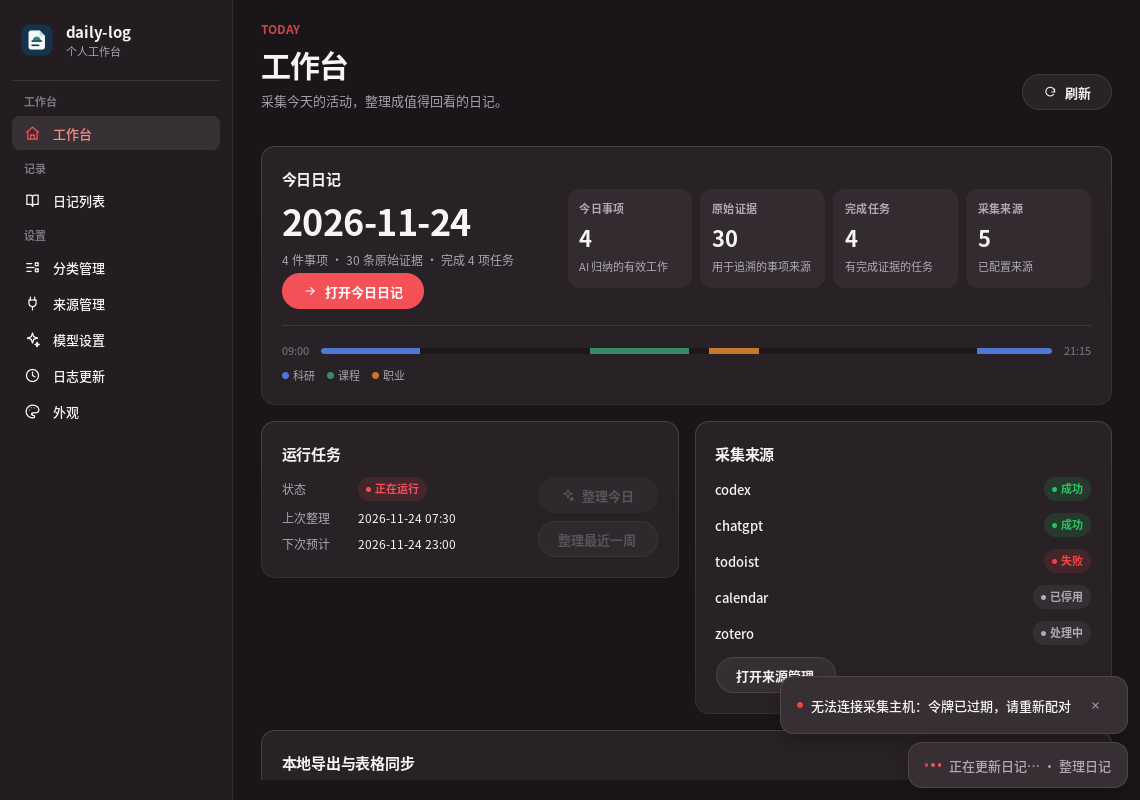 daily-log
个人工作台
工作台
工作台
记录
日记列表
设置
分类管理
来源管理
模型设置
日志更新
外观
TODAY
工作台
采集今天的活动，整理成值得回看的日记。
刷新
今日日记
2026-11-24
4 件事项 · 30 条原始证据 · 完成 4 项任务
打开今日日记
今日事项
4
AI 归纳的有效工作
原始证据
30
用于追溯的事项来源
完成任务
4
有完成证据的任务
采集来源
5
已配置来源
09:00
21:15
科研 课程 职业
运行任务
状态 正在运行
上次整理 2026-11-24 07:30
下次预计 2026-11-24 23:00
整理今日
整理最近一周
采集来源
codex 成功
chatgpt 成功
todoist 失败
calendar 已停用
zotero 处理中
打开来源管理
无法连接采集主机：令牌已过期，请重新配对 ×
正在更新日记… · 整理日记
本地导出与表格同步